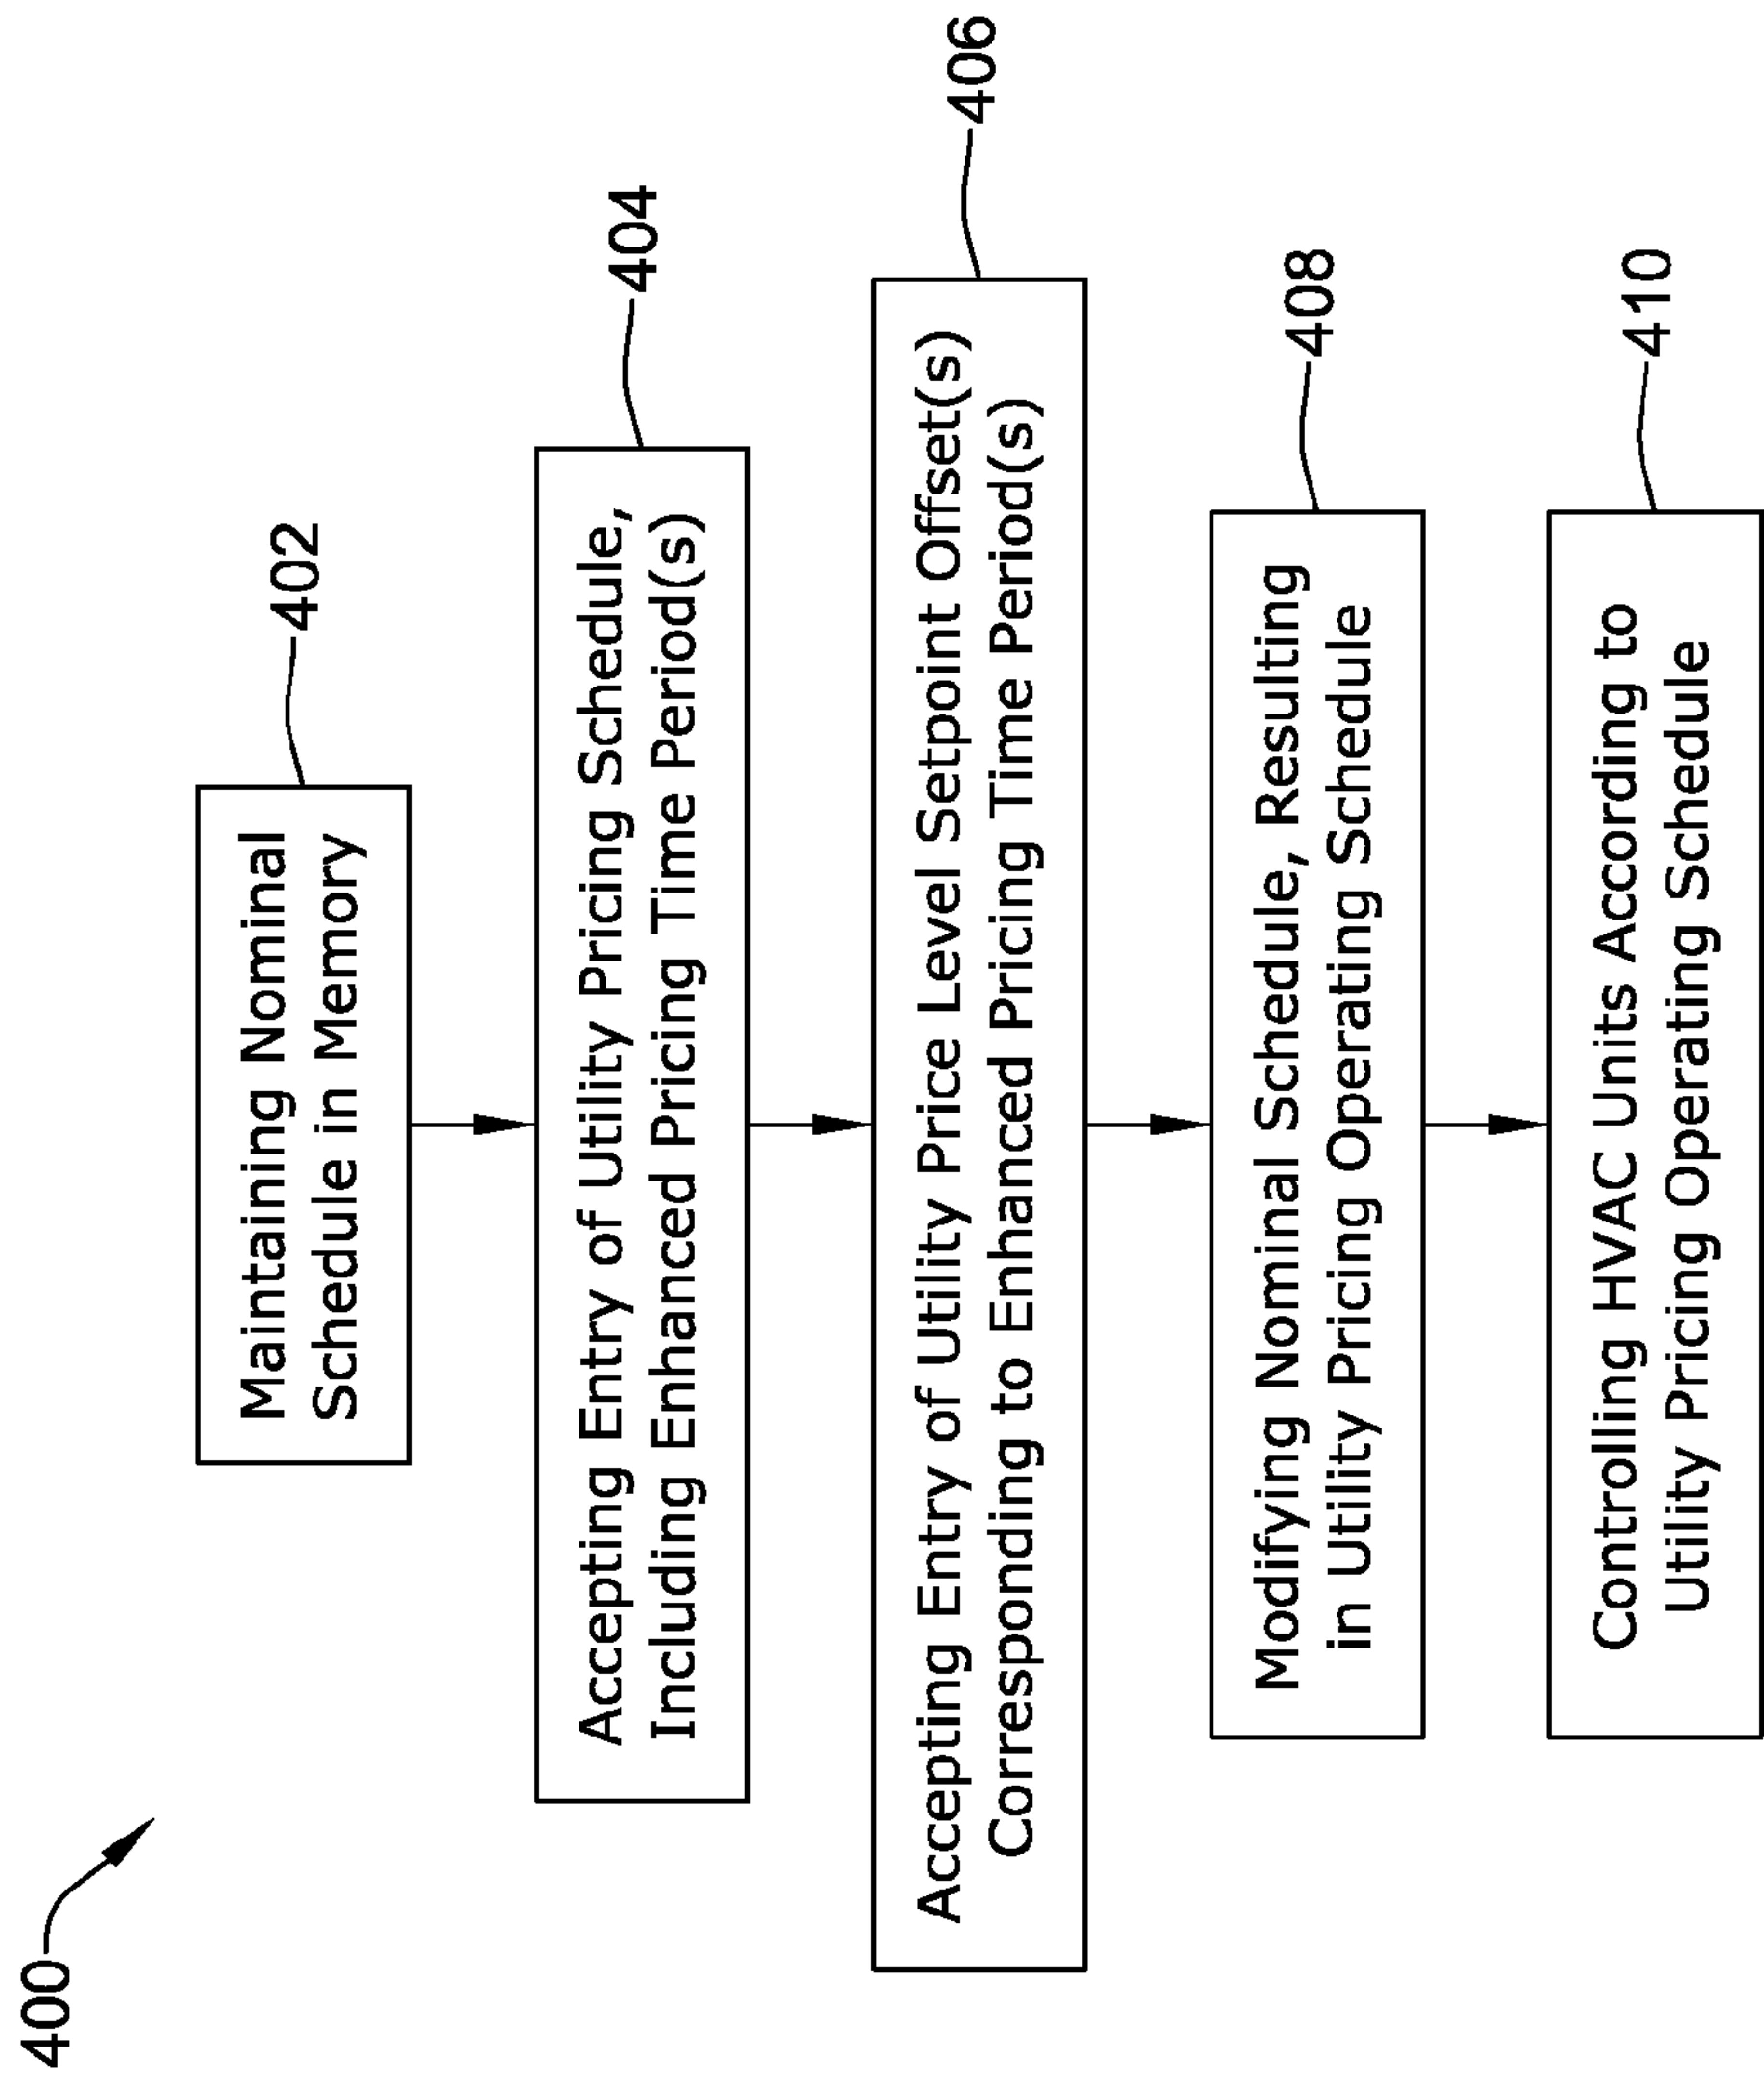 400
Maintaining Nominal
Schedule in Memory
402
Accepting Entry of Utility Pricing Schedule,
Including Enhanced Pricing Time Period(s)
404
Accepting Entry of Utility Price Level Setpoint Offset(s)
Corresponding to Enhanced Pricing Time Period(s)
406
Modifying Nominal Schedule, Resulting
in Utility Pricing Operating Schedule
408
Controlling HVAC Units According to
Utility Pricing Operating Schedule
410